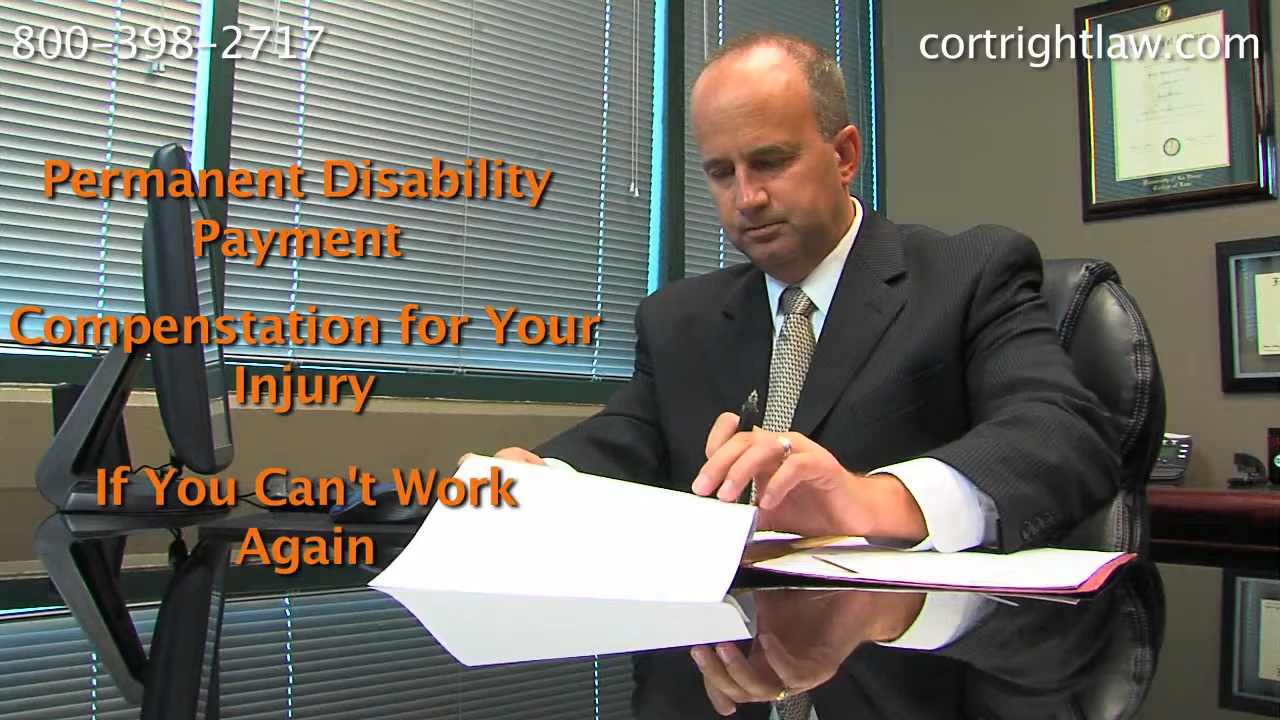 800-398-2717
cortrightlaw.com
Permanent Disability
Payment
Compenstation for Your
Injury
If You Can't Work
Again